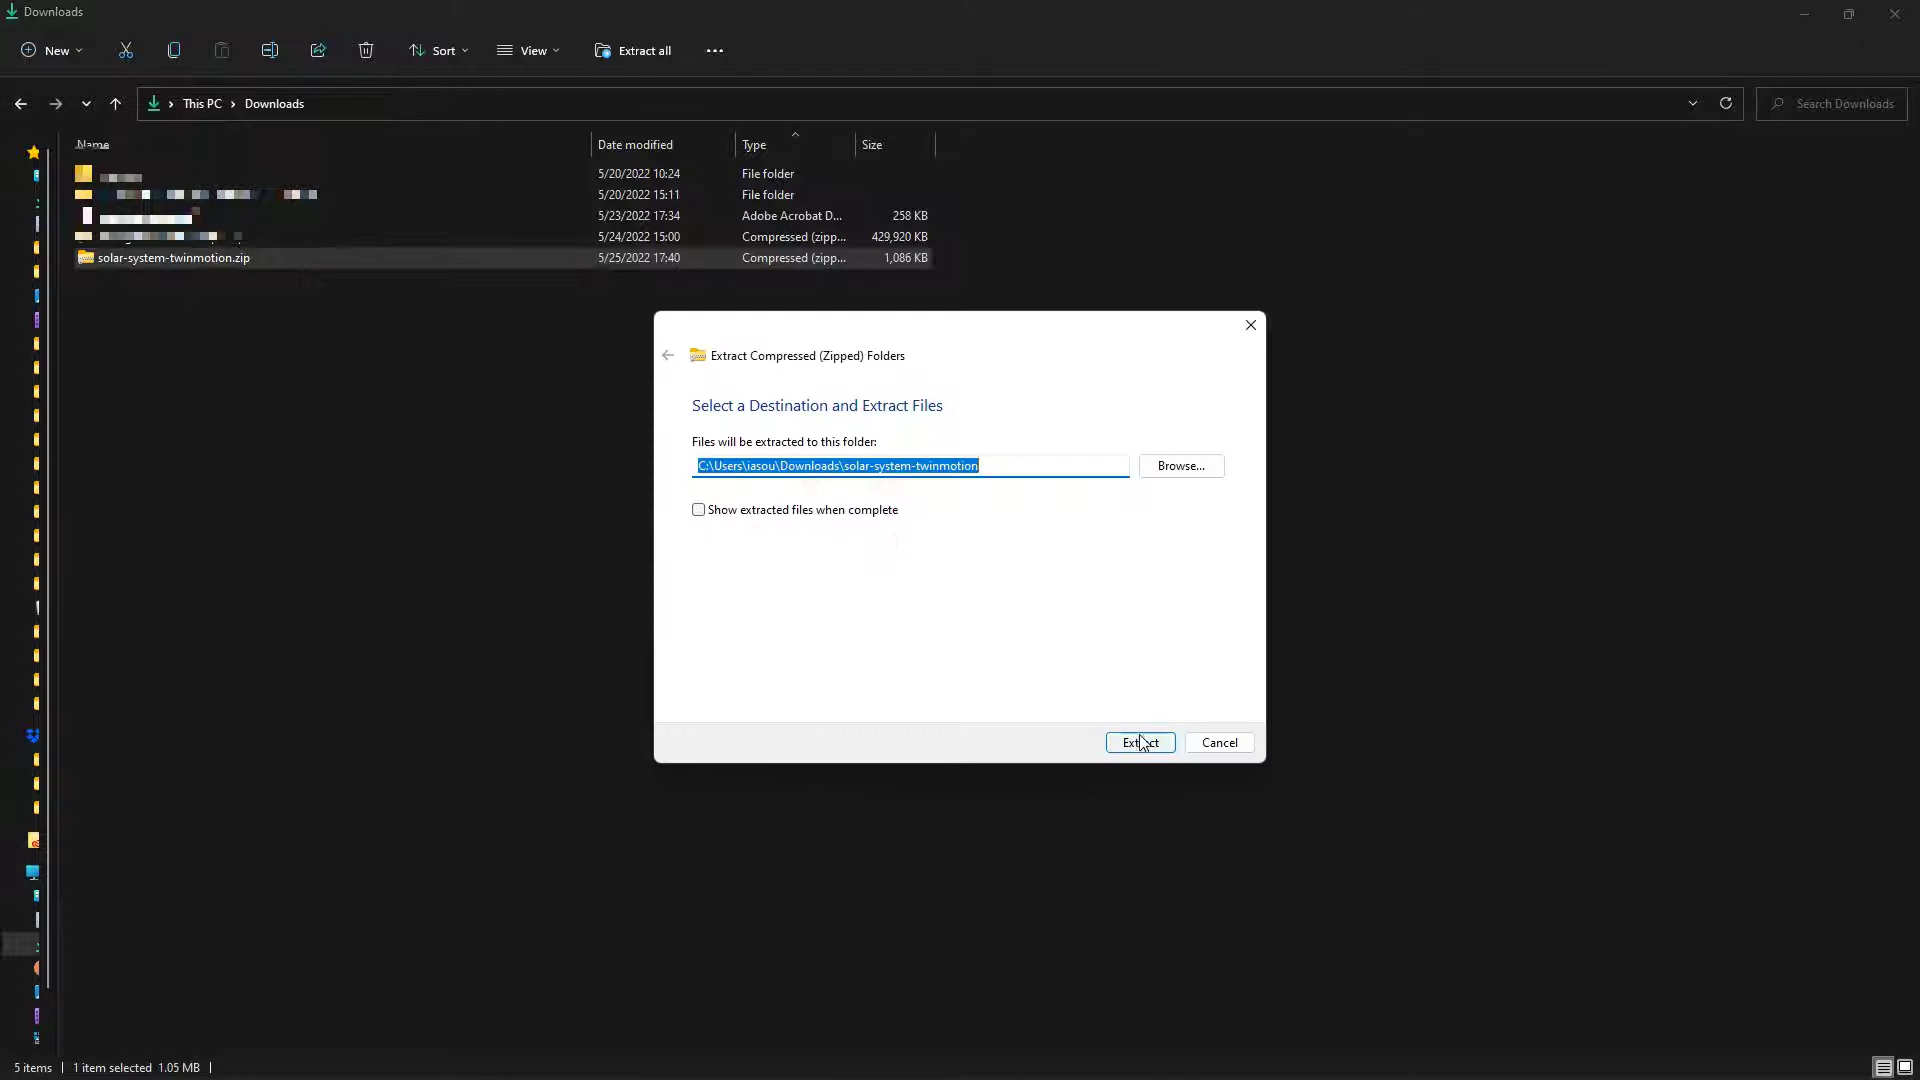 Downloads
New
Sort
View
Extract all
This PC
Downloads
Search Downloads
Name
Date modified
Type
Size
5/20/2022 10:24
File folder
5/20/2022 15:11
File folder
5/23/2022 17:34
Adobe Acrobat D...
258 KB
5/24/2022 15:00
Compressed (zipp...
429,920 KB
solar-system-twinmotion.zip
5/25/2022 17:40
Compressed (zipp...
1,086 KB
Extract Compressed (Zipped) Folders
Select a Destination and Extract Files
Files will be extracted to this folder:
C:\Users\iasou\Downloads\solar-system-twinmotion
Browse...
Show extracted files when complete
Extract
Cancel
5 items
1 item selected 1.05 MB